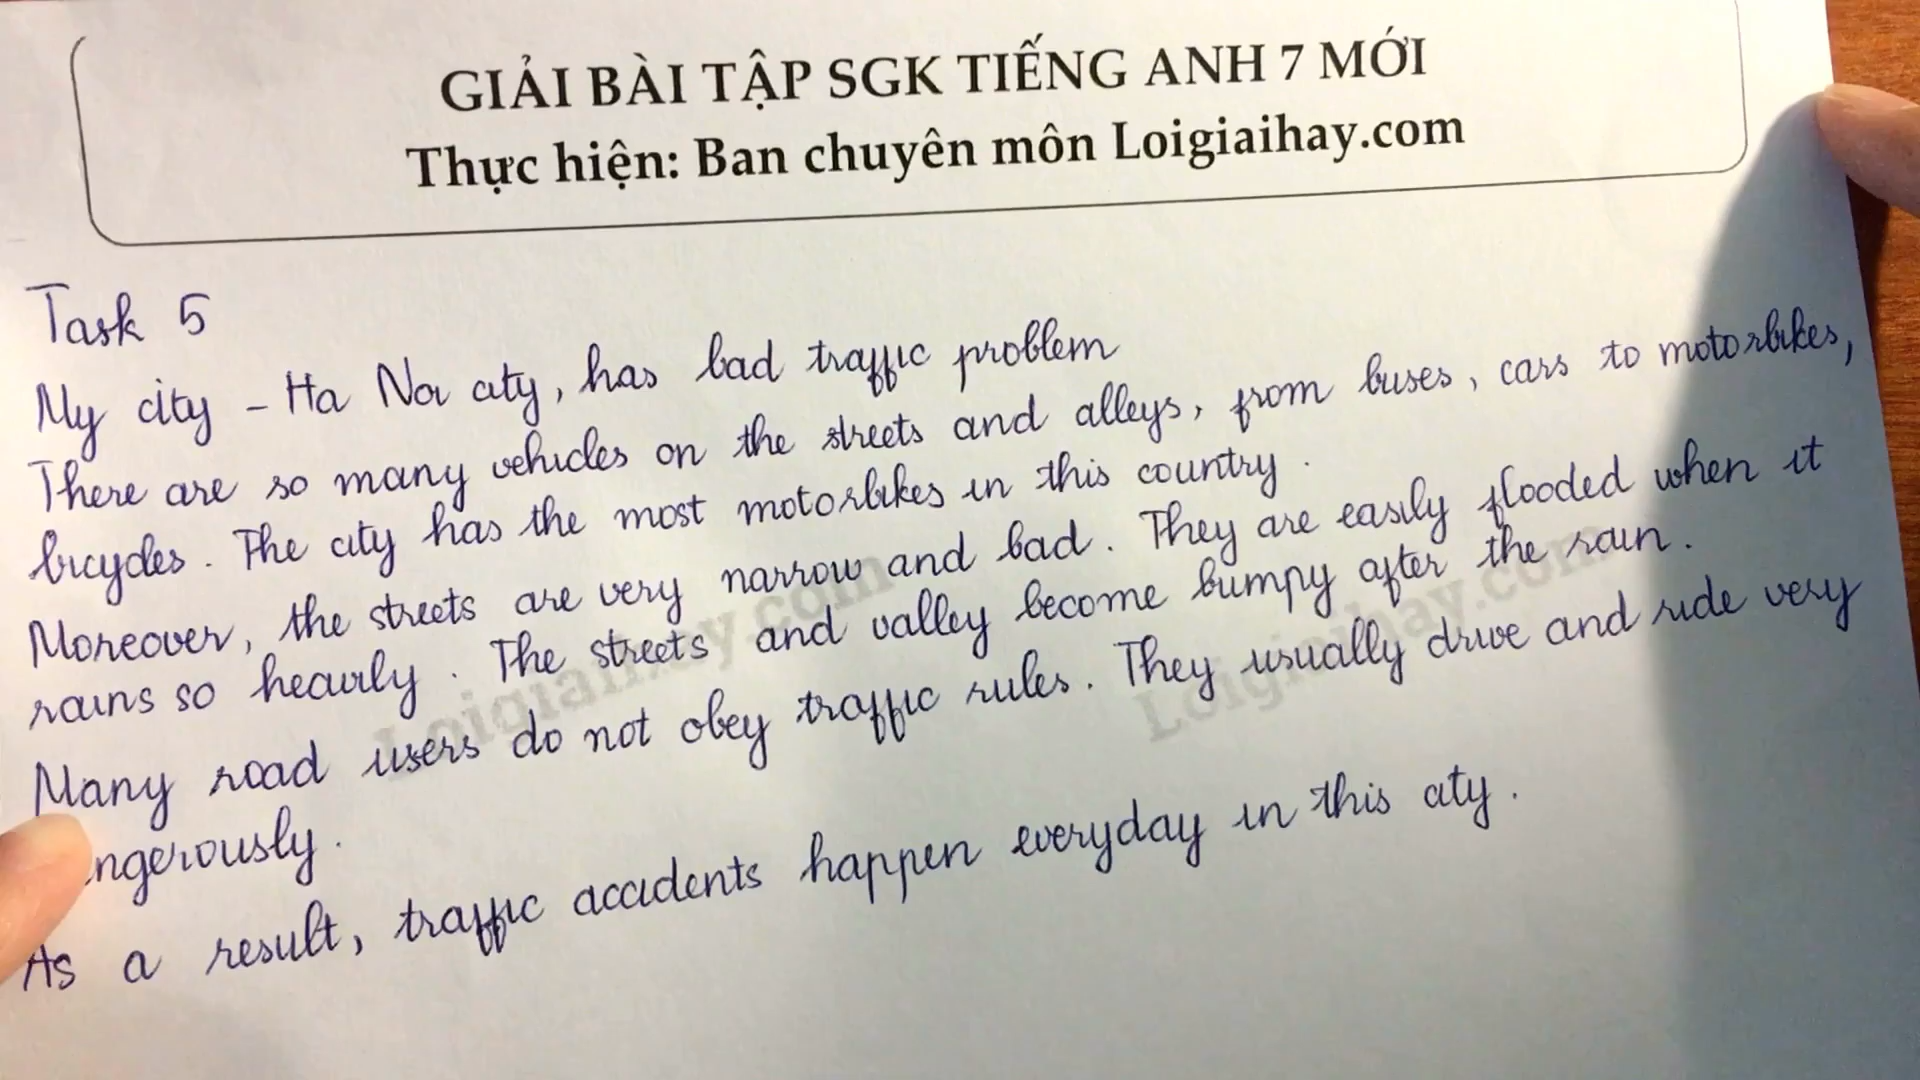 GIẢI BÀI TẬP SGK TIẾNG ANH 7 MỚI
Thực hiện: Ban chuyên môn Loigiaihay.com
Task 5
My city - Ha Noi city, has bad traffic problem
There are so many vehicles on the streets and alleys, from buses, cars to motorbikes,
bicycles. The city has the most motorbikes in this country.
Moreover, the streets are very narrow and bad. They are easily flooded when it
rains so heavily. The streets and valley become bumpy after the rain.
Many road users do not obey traffic rules. They usually drive and ride very
ngerously.
As a result, traffic accidents happen everyday in this city.
Loigiaihay.com
Loigiaihay.com